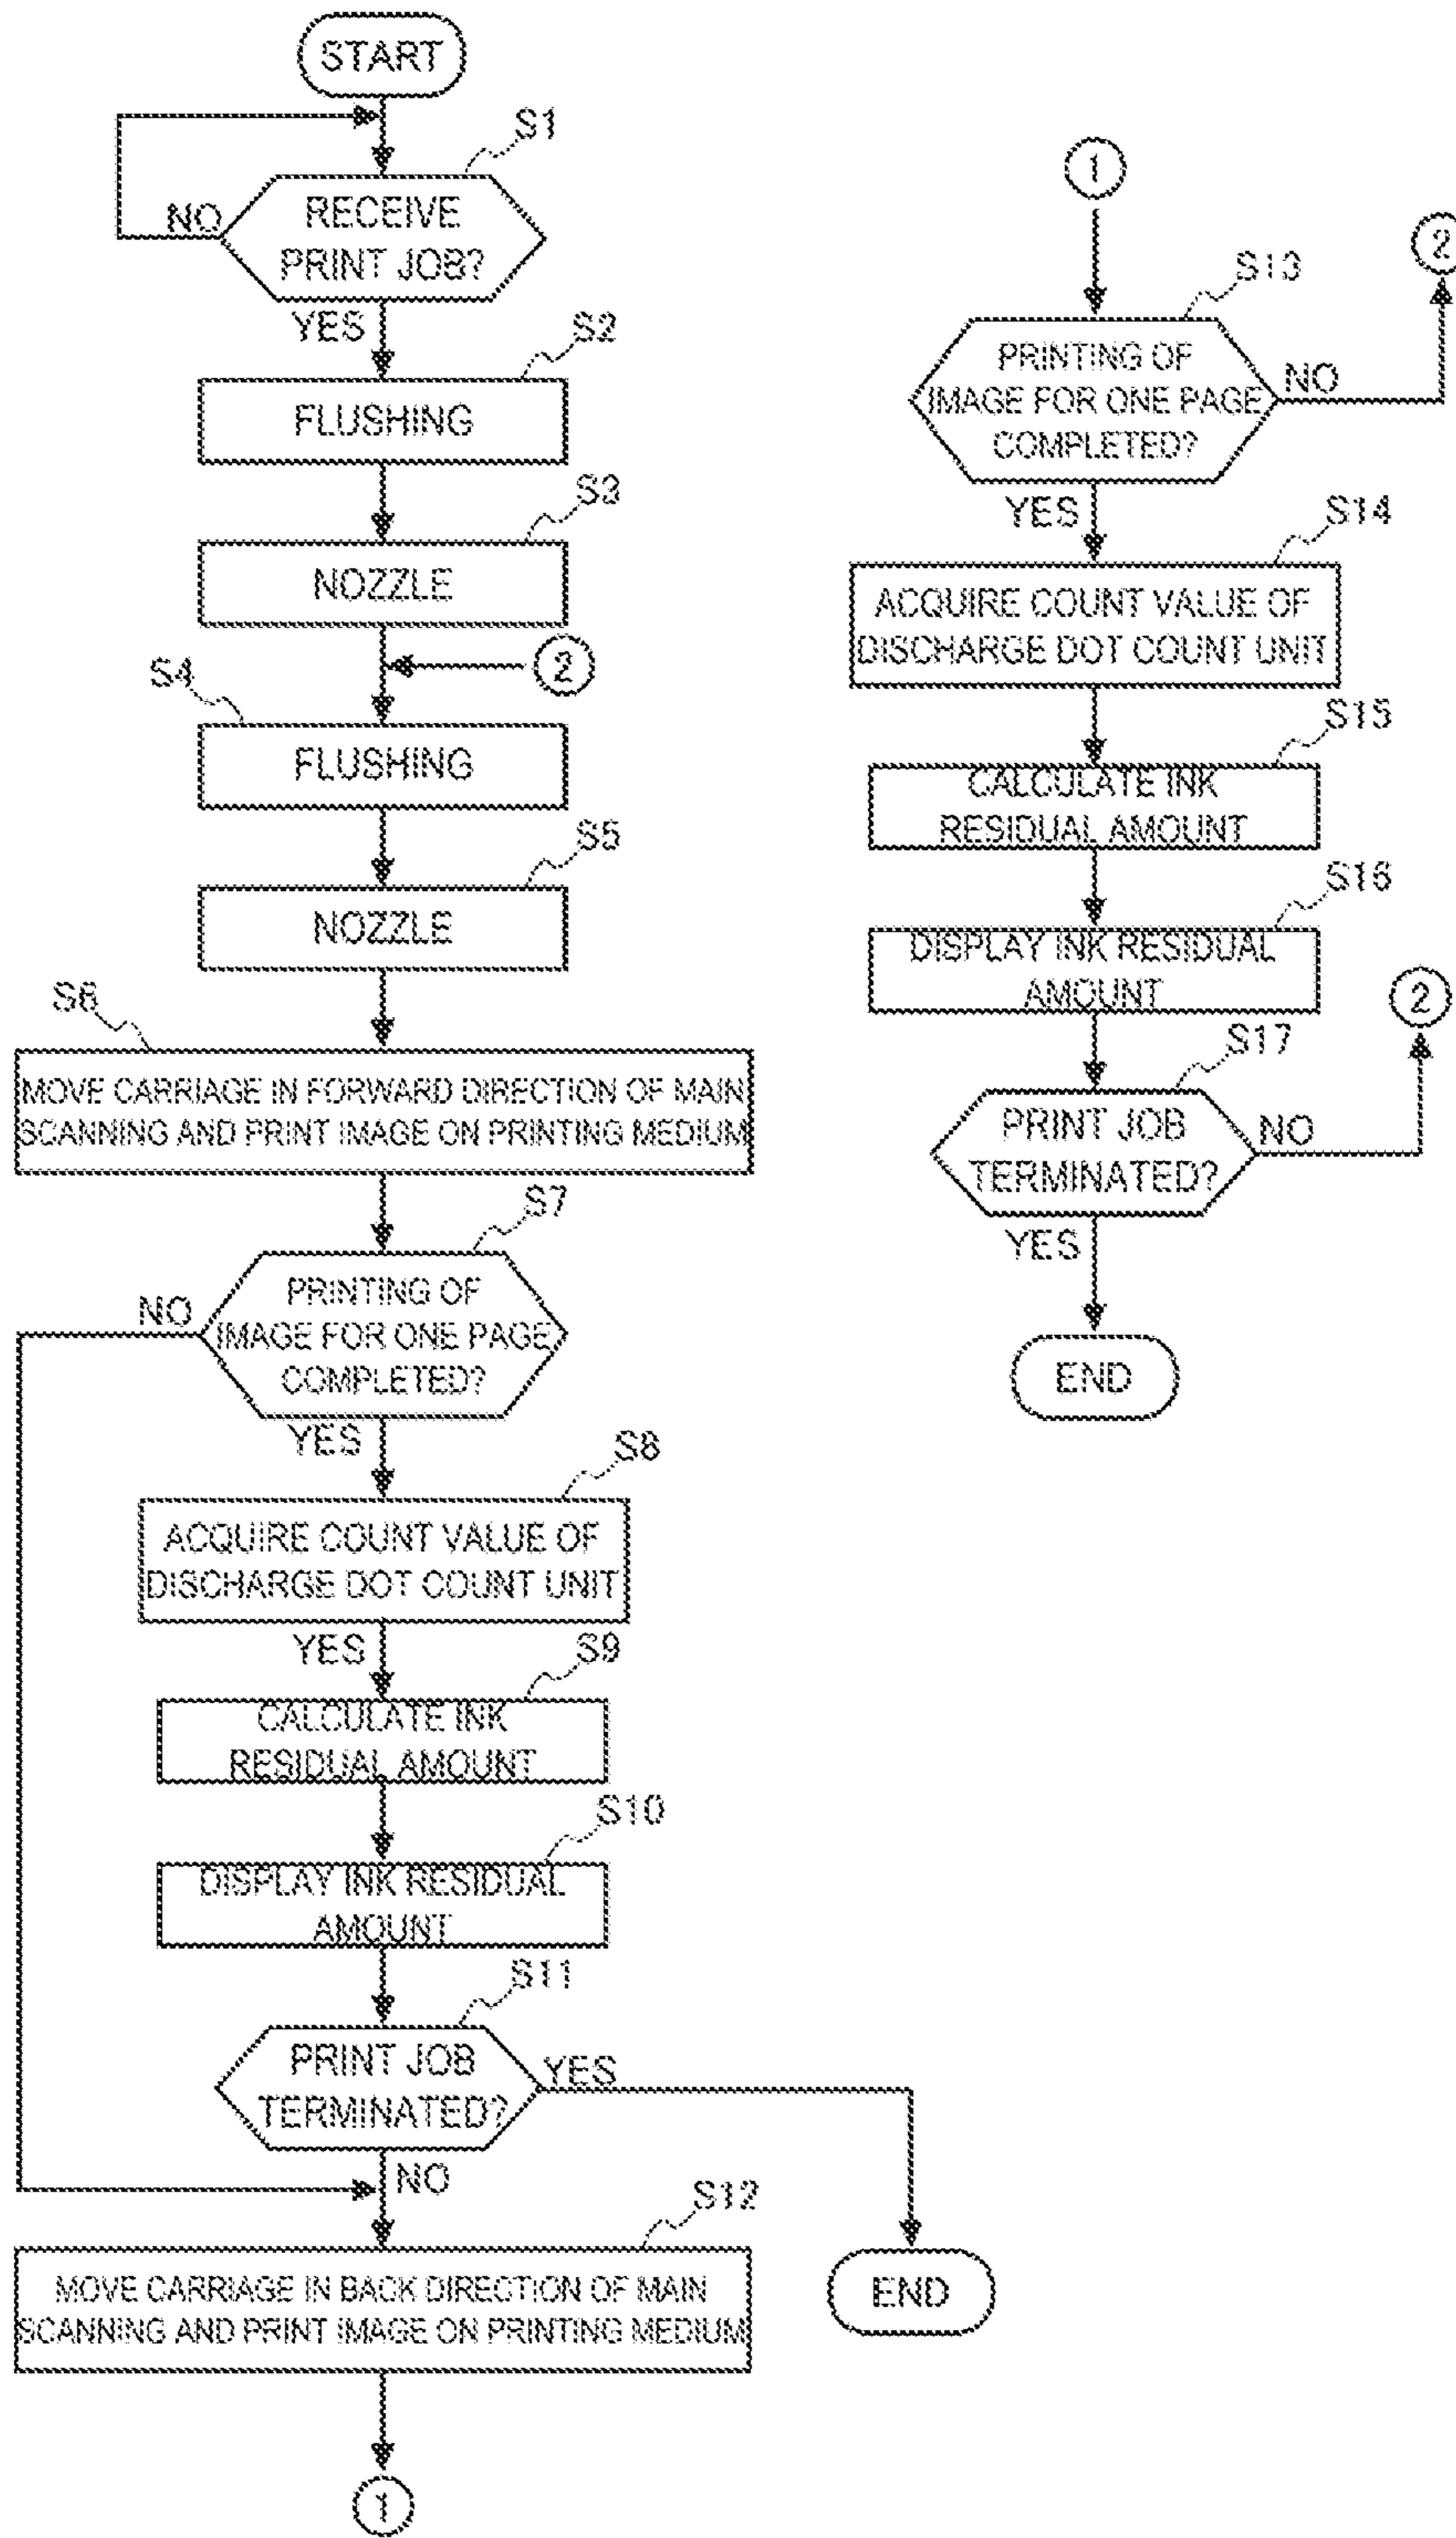 START
S1
RECEIVE
PRINT JOB?
NO
YES
S2
FLUSHING
S3
NOZZLE
2
S4
FLUSHING
S5
NOZZLE
S6
MOVE CARRIAGE IN FORWARD DIRECTION OF MAIN
SCANNING AND PRINT IMAGE ON PRINTING MEDIUM
S7
PRINTING OF
IMAGE FOR ONE PAGE
COMPLETED?
NO
YES
S8
ACQUIRE COUNT VALUE OF
DISCHARGE DOT COUNT UNIT
YES
S9
CALCULATE INK
RESIDUAL AMOUNT
S10
DISPLAY INK RESIDUAL
AMOUNT
S11
PRINT JOB
TERMINATED?
YES
NO
END
S12
MOVE CARRIAGE IN BACK DIRECTION OF MAIN
SCANNING AND PRINT IMAGE ON PRINTING MEDIUM
1
1
2
S13
PRINTING OF
IMAGE FOR ONE PAGE
COMPLETED?
NO
YES
S14
ACQUIRE COUNT VALUE OF
DISCHARGE DOT COUNT UNIT
S15
CALCULATE INK
RESIDUAL AMOUNT
S16
DISPLAY INK RESIDUAL
AMOUNT
2
S17
PRINT JOB
TERMINATED?
NO
YES
END